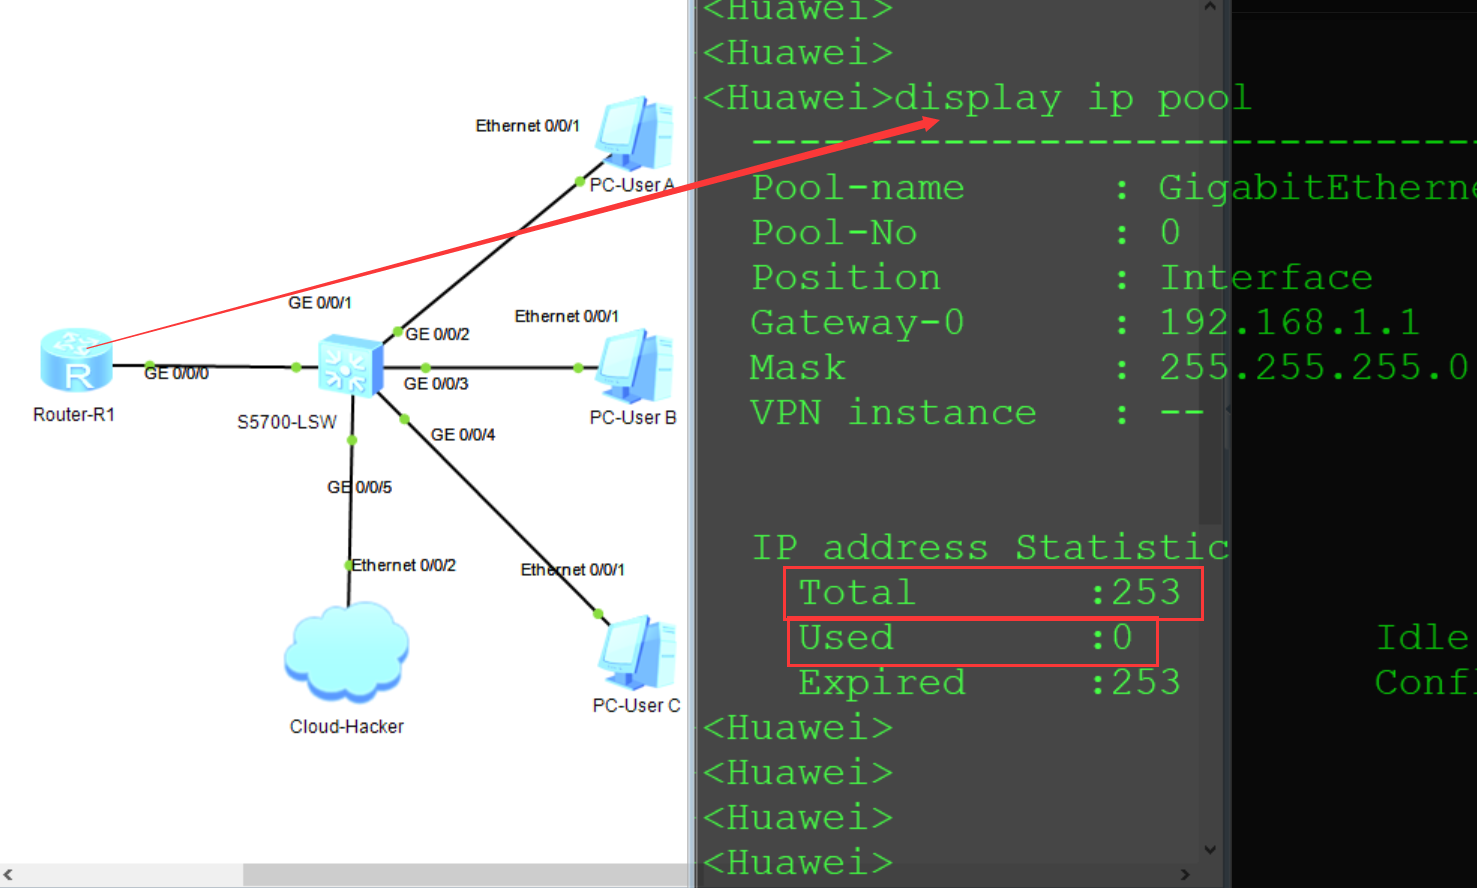 Ethernet 0/0/1
PC-User A
GE 0/0/1
GE 0/0/2
Ethernet 0/0/1
GE 0/0/0
GE 0/0/3
Router-R1
S5700-LSW
PC-User B
GE 0/0/4
GE 0/0/5
Ethernet 0/0/2
Ethernet 0/0/1
PC-User C
Cloud-Hacker
<Huawei>
<Huawei>
<Huawei>display ip pool
-------------------------------
Pool-name : GigabitEtherne
Pool-No : 0
Position : Interface
Gateway-0 : 192.168.1.1
Mask : 255.255.255.0
VPN instance : --
IP address Statistic
Total :253
Used :0 Idle
Expired :253 Conf
<Huawei>
<Huawei>
<Huawei>
<Huawei>